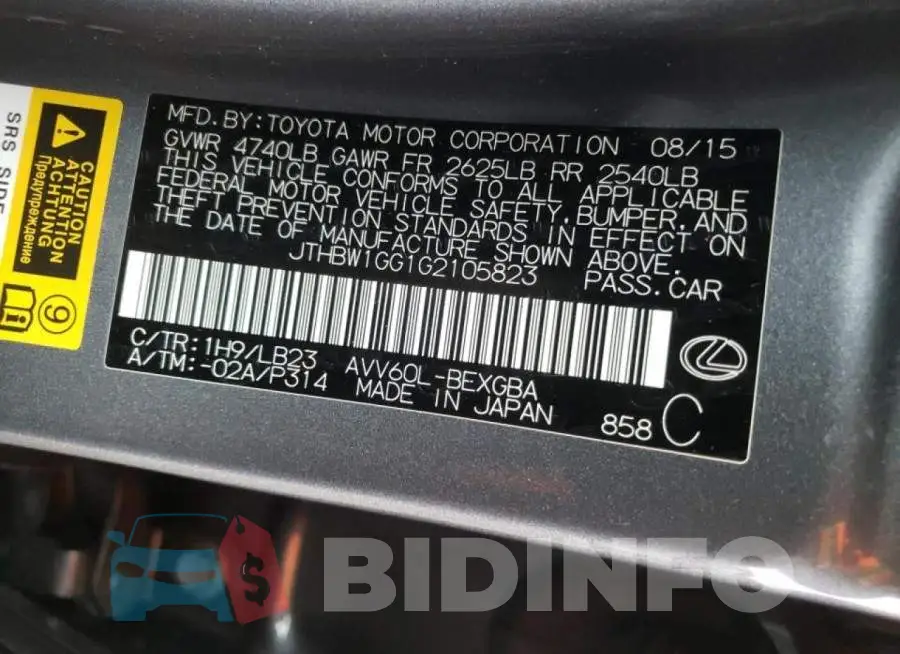 SRS SIDE
CAUTION
ATTENTION
ACHTUNG
Предупреждение
MFD.BY:TOYOTA MOTOR CORPORATION 08/15
GVWR 4740LB GAWR FR 2625LB RR 2540LB
THIS VEHICLE CONFORMS TO ALL APPLICABLE
FEDERAL MOTOR VEHICLE SAFETY,BUMPER,AND
THEFT PREVENTION STANDARDS IN EFFECT ON
THE DATE OF MANUFACTURE SHOWN ABOVE.
JTHBW1GG1G2105823 PASS.CAR
C/TR:1H9/LB23 AVV60L-BEXGBA
A/TM:-02A/P314 MADE IN JAPAN 858 C
BIDINFO